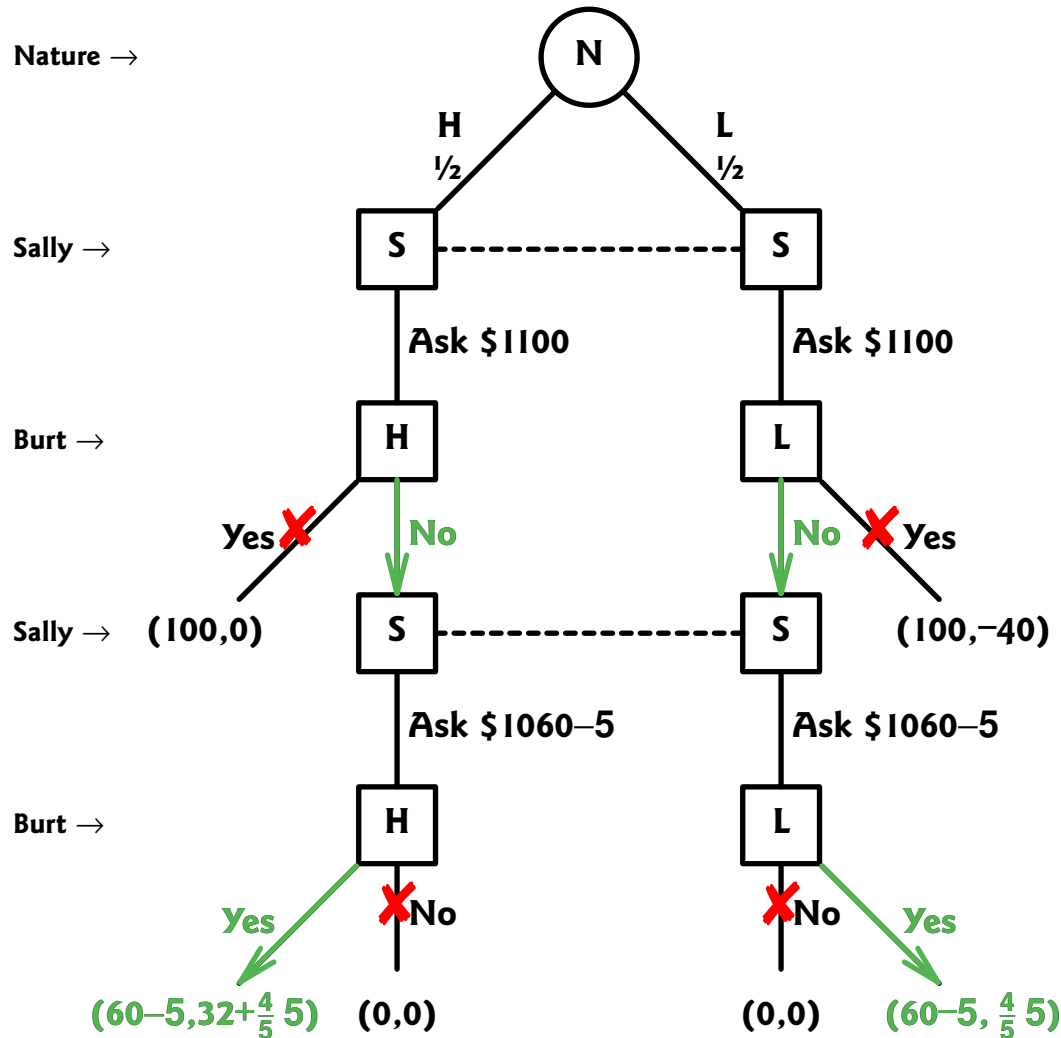 Nature →
N
H
L
½
½
Sally →
S
S
Ask $1100
Ask $1100
Burt →
H
L
Yes
No
No
Yes
(100,0)
(100,−40)
Sally →
S
S
Ask $1060−5
Ask $1060−5
Burt →
H
L
Yes
No
No
Yes
(60−5,32+4/5 5)
(0,0)
(0,0)
(60−5, 4/5 5)